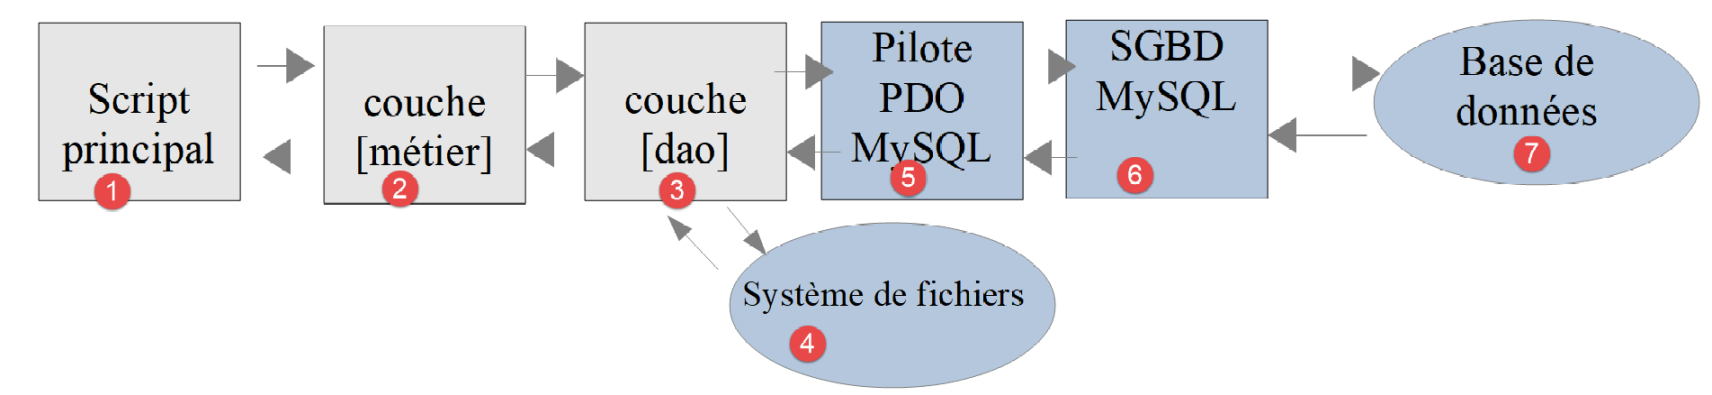 Script
principal
1
couche
[métier]
2
couche
[dao]
3
Pilote
PDO
MySQL
5
SGBD
MySQL
6
Base de
données
7
Système de fichiers
4